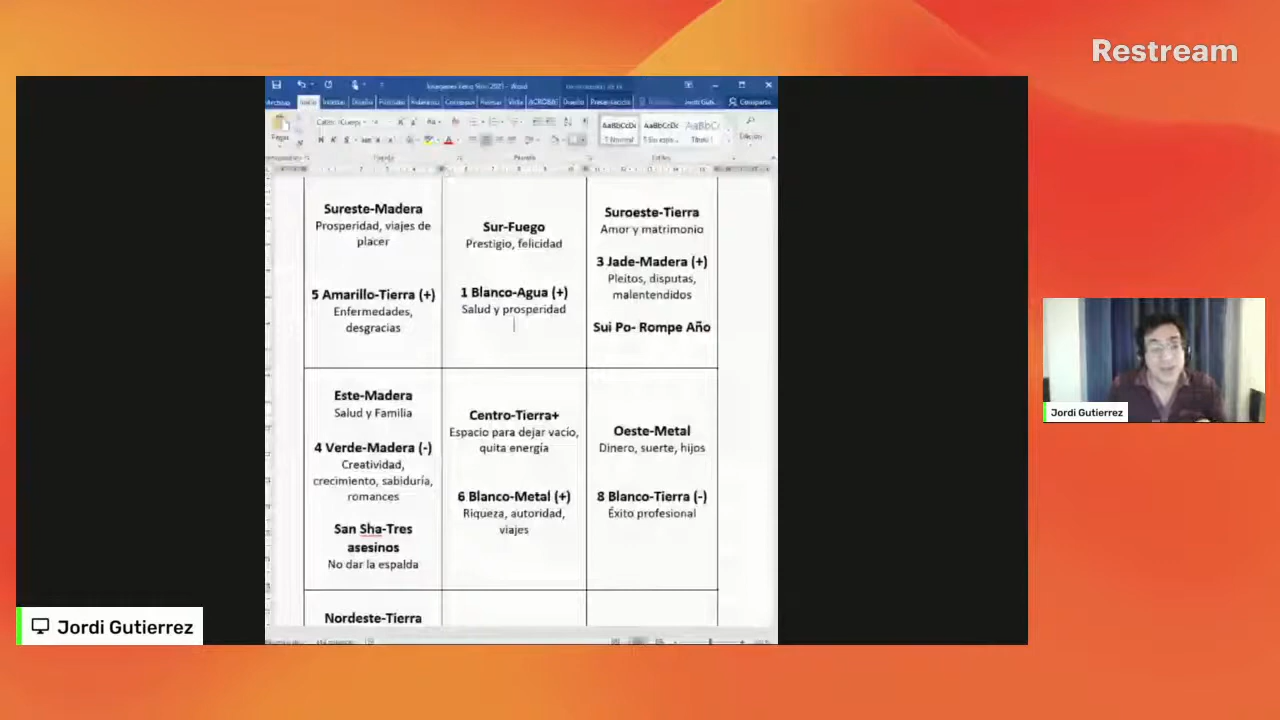 Restream
Sureste-Madera
Prosperidad, viajes de
placer
5 Amarillo-Tierra (+)
Enfermedades,
desgracias
Sur-Fuego
Prestigio, felicidad
1 Blanco-Agua (+)
Salud y prosperidad
Suroeste-Tierra
Amor y matrimonio
3 Jade-Madera (+)
Pleitos, disputas,
malentendidos
Sui Po- Rompe Año
Este-Madera
Salud y Familia
4 Verde-Madera (-)
Creatividad,
crecimiento, sabiduría,
romances
San Sha-Tres
asesinos
No dar la espalda
Centro-Tierra+
Espacio para dejar vacío,
quita energía
6 Blanco-Metal (+)
Riqueza, autoridad,
viajes
Oeste-Metal
Dinero, suerte, hijos
8 Blanco-Tierra (-)
Éxito profesional
Nordeste-Tierra
Jordi Gutierrez
Jordi Gutierrez